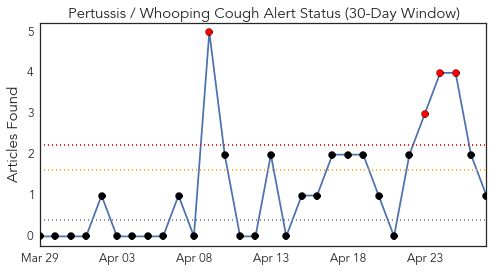 Pertussis / Whooping Cough Alert Status (30-Day Window)
Articles Found
5
4
3
2
1
0
Mar 29 Apr 03 Apr 08 Apr 13 Apr 18 Apr 23